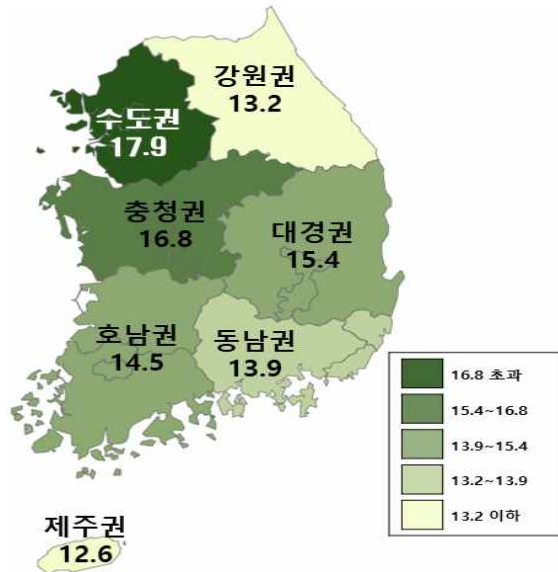 강원권
13.2
수도권
17.9
충청권
16.8
대경권
15.4
호남권
14.5
동남권
13.9
제주권
12.6
16.8 초과
15.4~16.8
13.9~15.4
13.2~13.9
13.2 이하